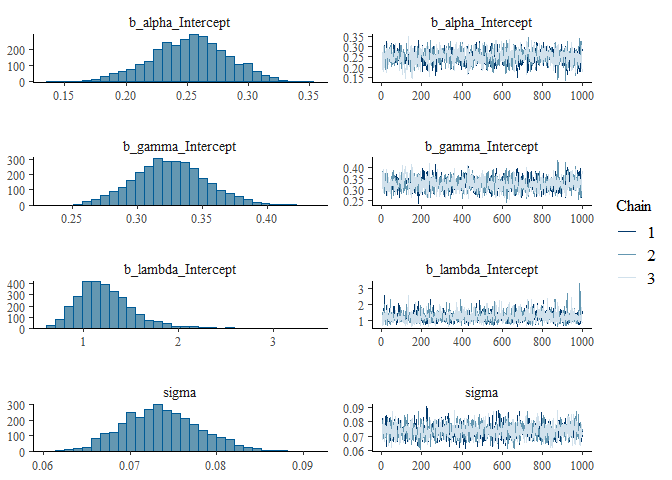 b_alpha_Intercept
200
100
0
0.15 0.20 0.25 0.30 0.35
b_alpha_Intercept
0.35
0.30
0.25
0.20
0.15
0 200 400 600 800 1000
b_gamma_Intercept
300
200
100
0
0.25 0.30 0.35 0.40
b_gamma_Intercept
0.40
0.35
0.30
0.25
0 200 400 600 800 1000
b_lambda_Intercept
400
300
200
100
0
1 2 3
b_lambda_Intercept
3
2
1
0 200 400 600 800 1000
sigma
300
200
100
0
0.06 0.07 0.08 0.09
sigma
0.09
0.08
0.07
0.06
0 200 400 600 800 1000
Chain
1
2
3